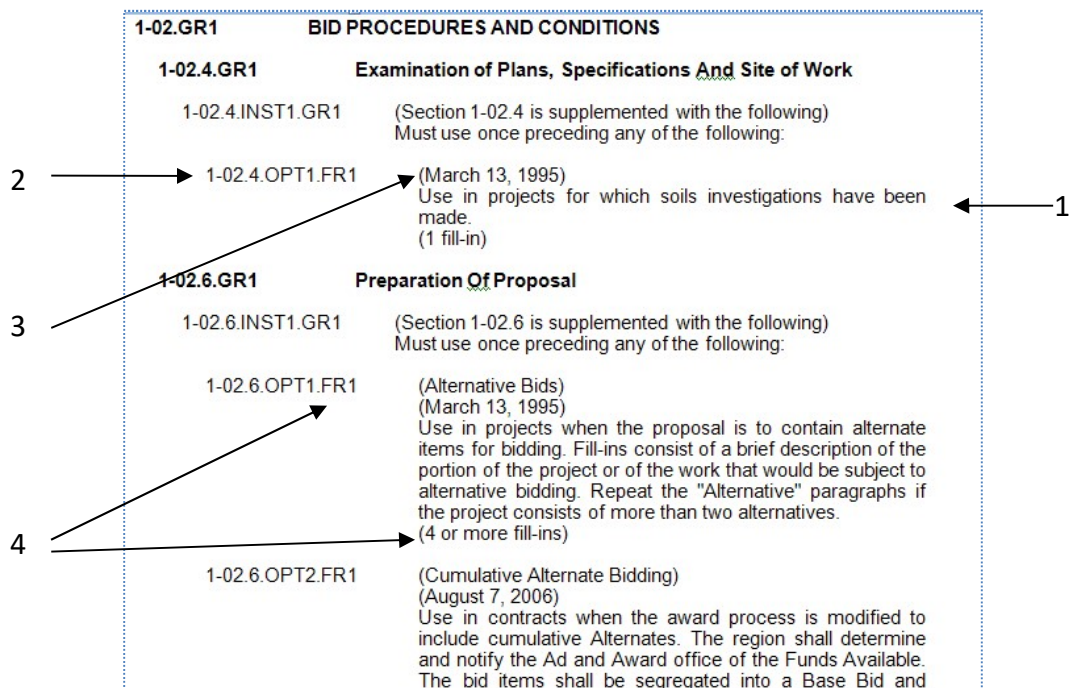 1-02.GR1 BID PROCEDURES AND CONDITIONS
1-02.4.GR1 Examination of Plans, Specifications And Site of Work
1-02.4.INST1.GR1 (Section 1-02.4 is supplemented with the following)
Must use once preceding any of the following:
2 1-02.4.OPT1.FR1 (March 13, 1995)
Use in projects for which soils investigations have been
1
made.
(1 fill-in)
1-02.6.GR1 Preparation Of Proposal
3 1-02.6.INST1.GR1 (Section 1-02.6 is supplemented with the following)
Must use once preceding any of the following:
1-02.6.OPT1.FR1 (Alternative Bids)
(March 13, 1995)
Use in projects when the proposal is to contain alternate
items for bidding. Fill-ins consist of a brief description of the
portion of the project or of the work that would be subject to
alternative bidding. Repeat the "Alternative" paragraphs if
the project consists of more than two alternatives.
4 (4 or more fill-ins)
1-02.6.OPT2.FR1 (Cumulative Alternate Bidding)
(August 7, 2006)
Use in contracts when the award process is modified to
include cumulative Alternates. The region shall determine
and notify the Ad and Award office of the Funds Available.
The bid items shall be segregated into a Base Bid and